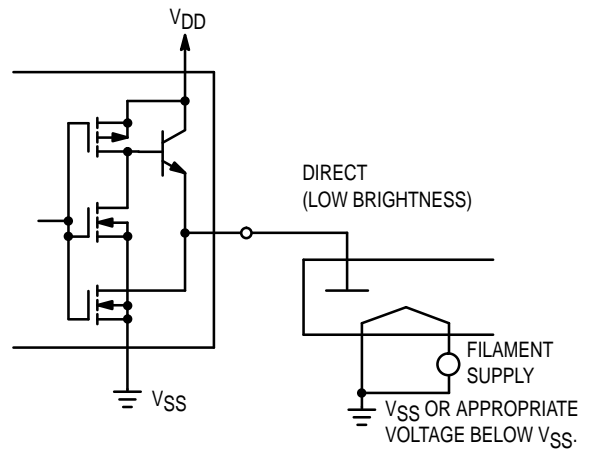 VDD
DIRECT
(LOW BRIGHTNESS)
FILAMENT
SUPPLY
VSS
VSS OR APPROPRIATE
VOLTAGE BELOW VSS.